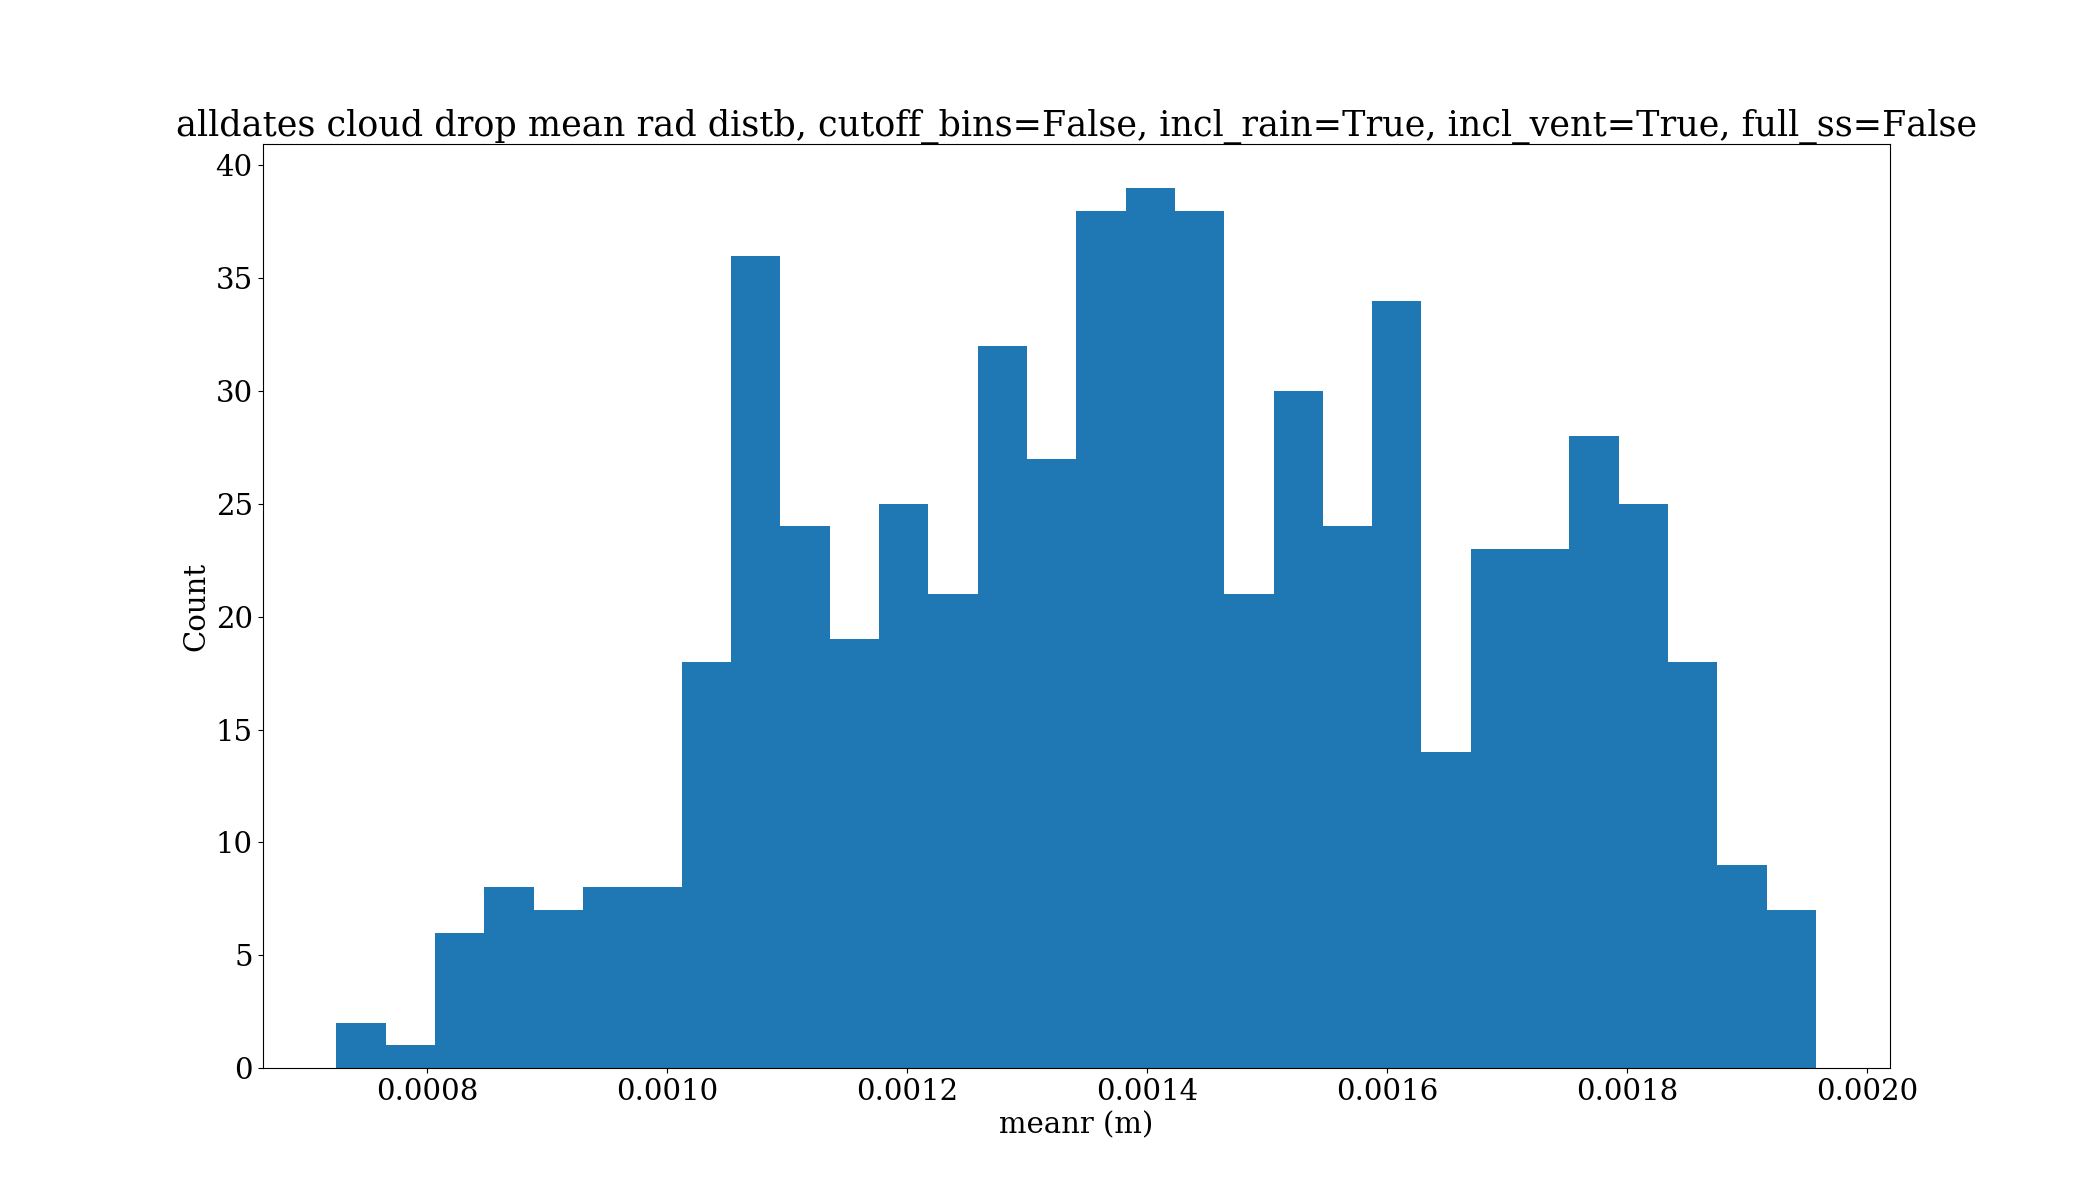 alldates cloud drop mean rad distb, cutoff_bins=False, incl_rain=True, incl_vent=True, full_ss=False
40
35
30
25
20
15
10
5
0
Count
0.0008 0.0010 0.0012 0.0014 0.0016 0.0018 0.0020
meanr (m)